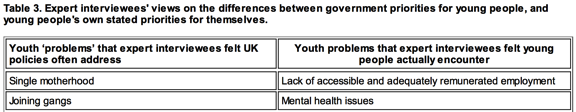 Table 3. Expert interviewees' views on the differences between government priorities for young people, and
young people's own stated priorities for themselves.
Youth ‘problems’ that expert interviewees felt UK
policies often address
Youth problems that expert interviewees felt young
people actually encounter
Single motherhood
Lack of accessible and adequately remunerated employment
Joining gangs
Mental health issues